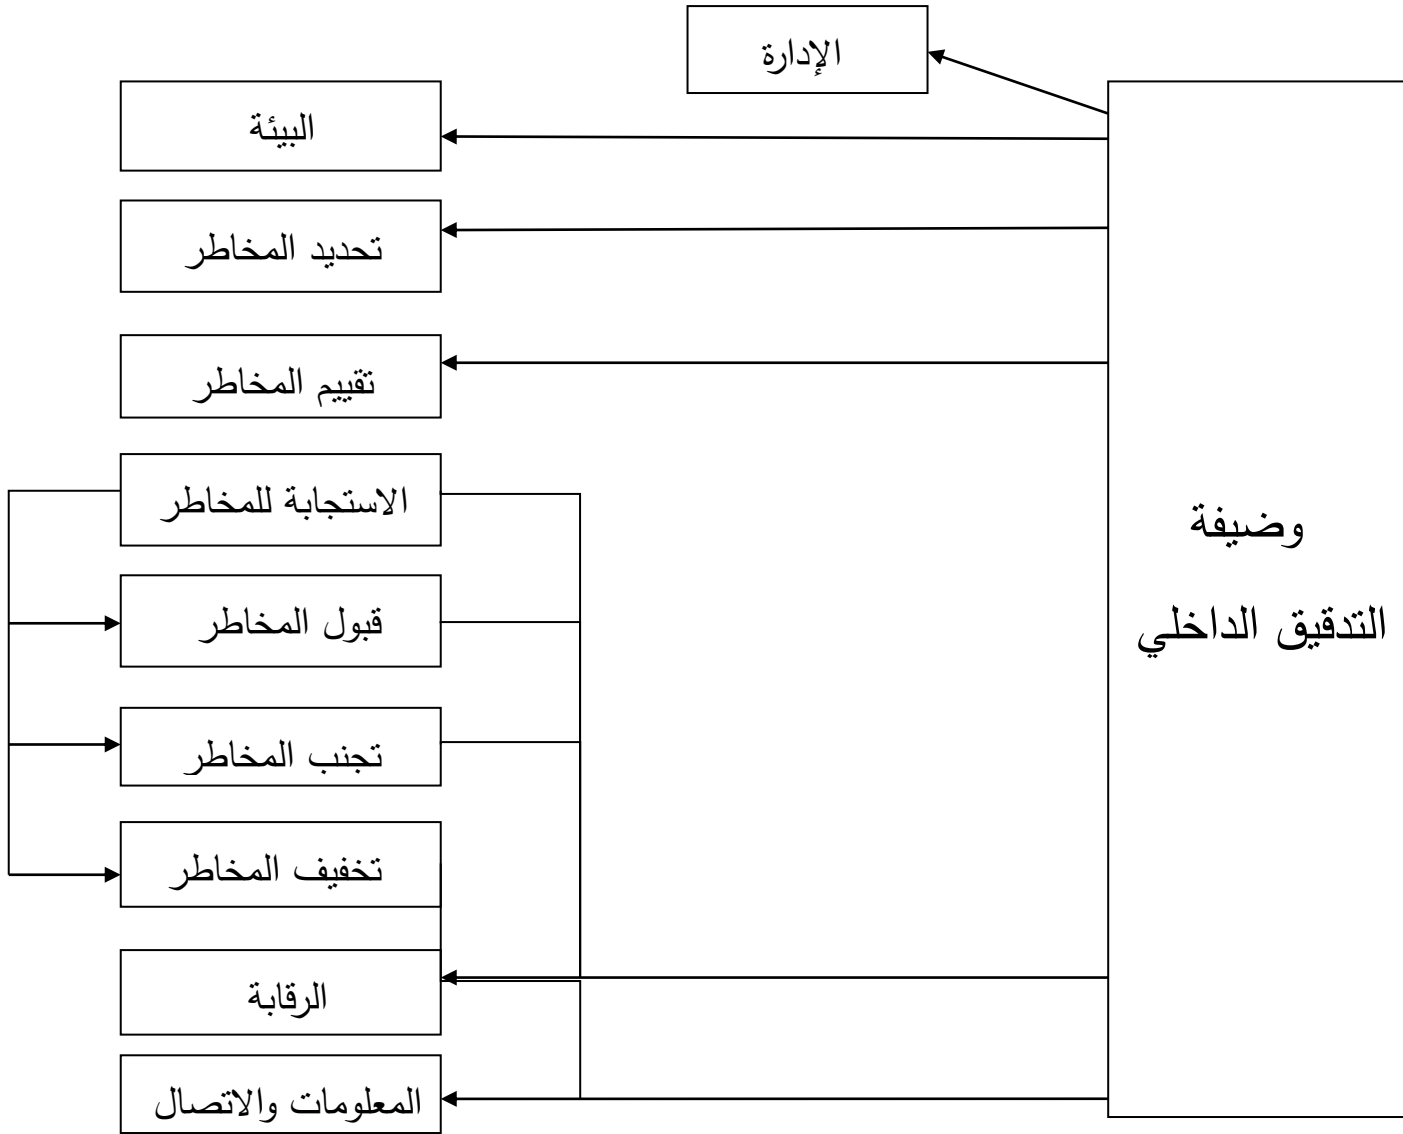 الإدارة
البيئة
تحديد المخاطر
تقييم المخاطر
الاستجابة للمخاطر
قبول المخاطر
تجنب المخاطر
تخفيف المخاطر
الرقابة
المعلومات والاتصال
وضيفة
التدقيق الداخلي